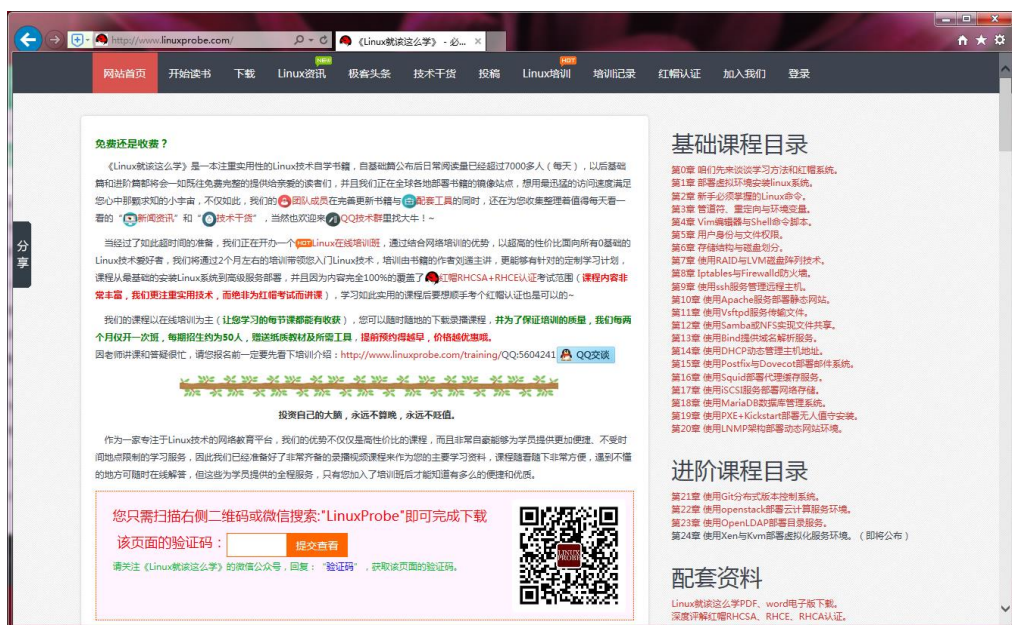 http://www.linuxprobe.com/
《Linux就该这么学》 - 必...
网站首页 开始读书 下载 Linux资讯 NEW 极客头条 技术干货 投稿 Linux培训 HOT 培训记录 红帽认证 加入我们 登录
分享
免费还是收费？
《Linux就该这么学》是一本注重实用性的Linux技术自学书籍，自基础篇公布后日常阅读量已经超过7000多人（每天），以后基础
篇和进阶篇都将会一如既往免费完整的提供给亲爱的读者们，并且我们正在全球各地部署书籍的镜像站点，想用最迅猛的访问速度满足
您心中那颗求知的小宇宙，不仅如此，我们的团队成员在完善更新书籍与配套工具的同时，还在为您收集整理着值得每天看一
看的“新闻资讯”和“技术干货”，当然也欢迎来QQ技术群里找大牛！~
当经过了如此超时间的准备，我们正在开办一个HOTLinux在线培训班，通过结合网络培训的优势，以超高的性价比面向所有0基础的
Linux技术爱好者，我们将通过2个月左右的培训带领您入门Linux技术，培训由书籍的作者刘遄主讲，更能够有针对的定制学习计划，
课程从最基础的安装Linux系统到高级服务部署，并且因为内容完全100%的覆盖了红帽RHCSA+RHCE认证考试范围（课程内容非
常丰富，我们更注重实用技术，而绝非为红帽考试而讲课），学习如此实用的课程后要想顺手考个红帽认证也是可以的~
我们的课程以在线培训为主（让您学习的每节课都能有收获），您可以随时随地的下载录播课程，并为了保证培训的质量，我们每两
个月仅开一次班，每期招生约为50人，赠送纸质教材及所需工具，提前预约得越早，价格越优惠哦。
因老师讲课和答疑很忙，请您报名前一定要先看下培训介绍：http://www.linuxprobe.com/training/QQ:5604241 QQ交谈
投资自己的大脑，永远不算晚，永远不贬值。
作为一家专注于Linux技术的网络教育平台，我们的优势不仅仅是高性价比的课程，而且非常自豪能够为学员提供更加便捷、不受时
间地点限制的学习服务，因此我们已经准备好了非常齐备的录播视频课程来作为您的主要学习资料，课程随看随下非常方便，遇到不懂
的地方可随时在线解答，但这些为学员提供的全程服务，只有您加入了培训班后才能知道有多么的便捷和优质。
您只需扫描右侧二维码或微信搜索:"LinuxProbe"即可完成下载
该页面的验证码： 提交查看
请关注《Linux就该这么学》的微信公众号，回复：“验证码”，获取该页面的验证码。
LINUX
PROBE
基础课程目录
第0章 咱们先来谈谈学习方法和红帽系统。
第1章 部署虚拟环境安装linux系统。
第2章 新手必须掌握的Linux命令。
第3章 管道符、重定向与环境变量。
第4章 Vim编辑器与Shell命令脚本。
第5章 用户身份与文件权限。
第6章 存储结构与磁盘划分。
第7章 使用RAID与LVM磁盘阵列技术。
第8章 Iptables与Firewalld防火墙。
第9章 使用ssh服务管理远程主机。
第10章 使用Apache服务部署静态网站。
第11章 使用Vsftpd服务传输文件。
第12章 使用Samba或NFS实现文件共享。
第13章 使用Bind提供域名解析服务。
第14章 使用DHCP动态管理主机地址。
第15章 使用Postfix与Dovecot部署邮件系统。
第16章 使用Squid部署代理缓存服务。
第17章 使用iSCSI服务部署网络存储。
第18章 使用MariaDB数据库管理系统。
第19章 使用PXE+Kickstart部署无人值守安装。
第20章 使用LNMP架构部署动态网站环境。
进阶课程目录
第21章 使用Git分布式版本控制系统。
第22章 使用openstack部署云计算服务环境。
第23章 使用OpenLDAP部署目录服务。
第24章 使用Xen与Kvm部署虚拟化服务环境。（即将公布）
配套资料
Linux就该这么学PDF、word电子版下载。
深度评解红帽RHCSA、RHCE、RHCA认证。